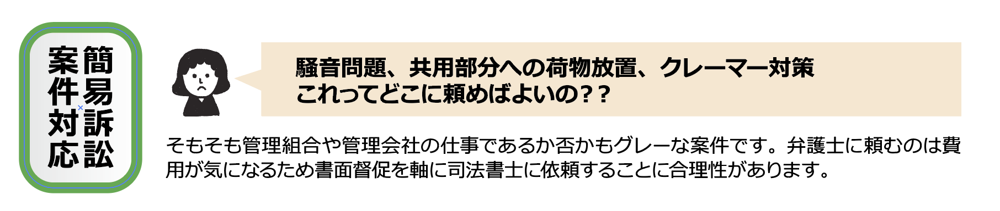 簡易訴訟
案件対応
騒音問題、共用部分への荷物放置、クレーマー対策
これってどこに頼めばよいの？？
そもそも管理組合や管理会社の仕事であるか否かもグレーな案件です。弁護士に頼むのは費
用が気になるため書面督促を軸に司法書士に依頼することに合理性があります。